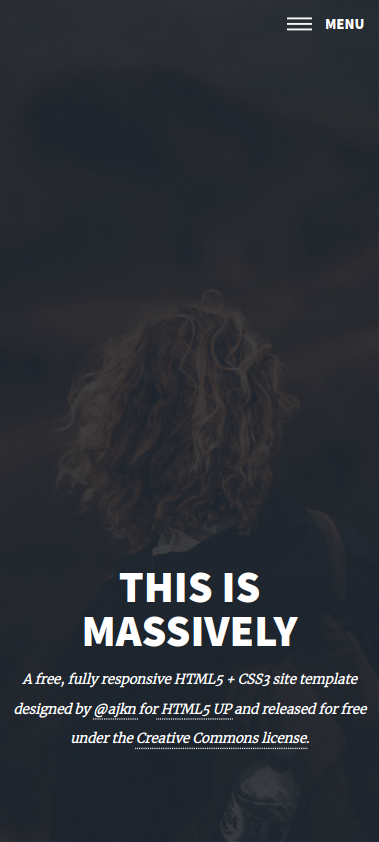 MENU
THIS IS
MASSIVELY
A free, fully responsive HTML5 + CSS3 site template
designed by @ajkn for HTML5 UP and released for free
under the Creative Commons license.